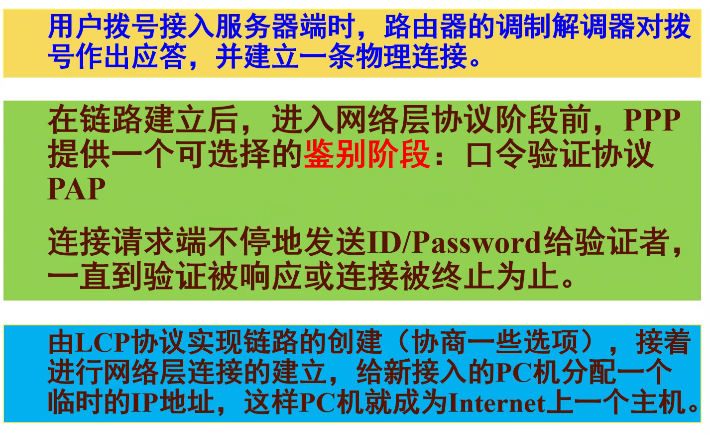 用户拨号接入服务器端时，路由器的调制解调器对拨
号作出应答，并建立一条物理连接。
在链路建立后，进入网络层协议阶段前，PPP
提供一个可选择的鉴别阶段：口令验证协议
PAP
连接请求端不停地发送ID/Password给验证者，
一直到验证被响应或连接被终止为止。
由LCP协议实现链路的创建（协商一些选项），接着
进行网络层连接的建立，给新接入的PC机分配一个
临时的IP地址，这样PC机就成为Internet上一个主机。